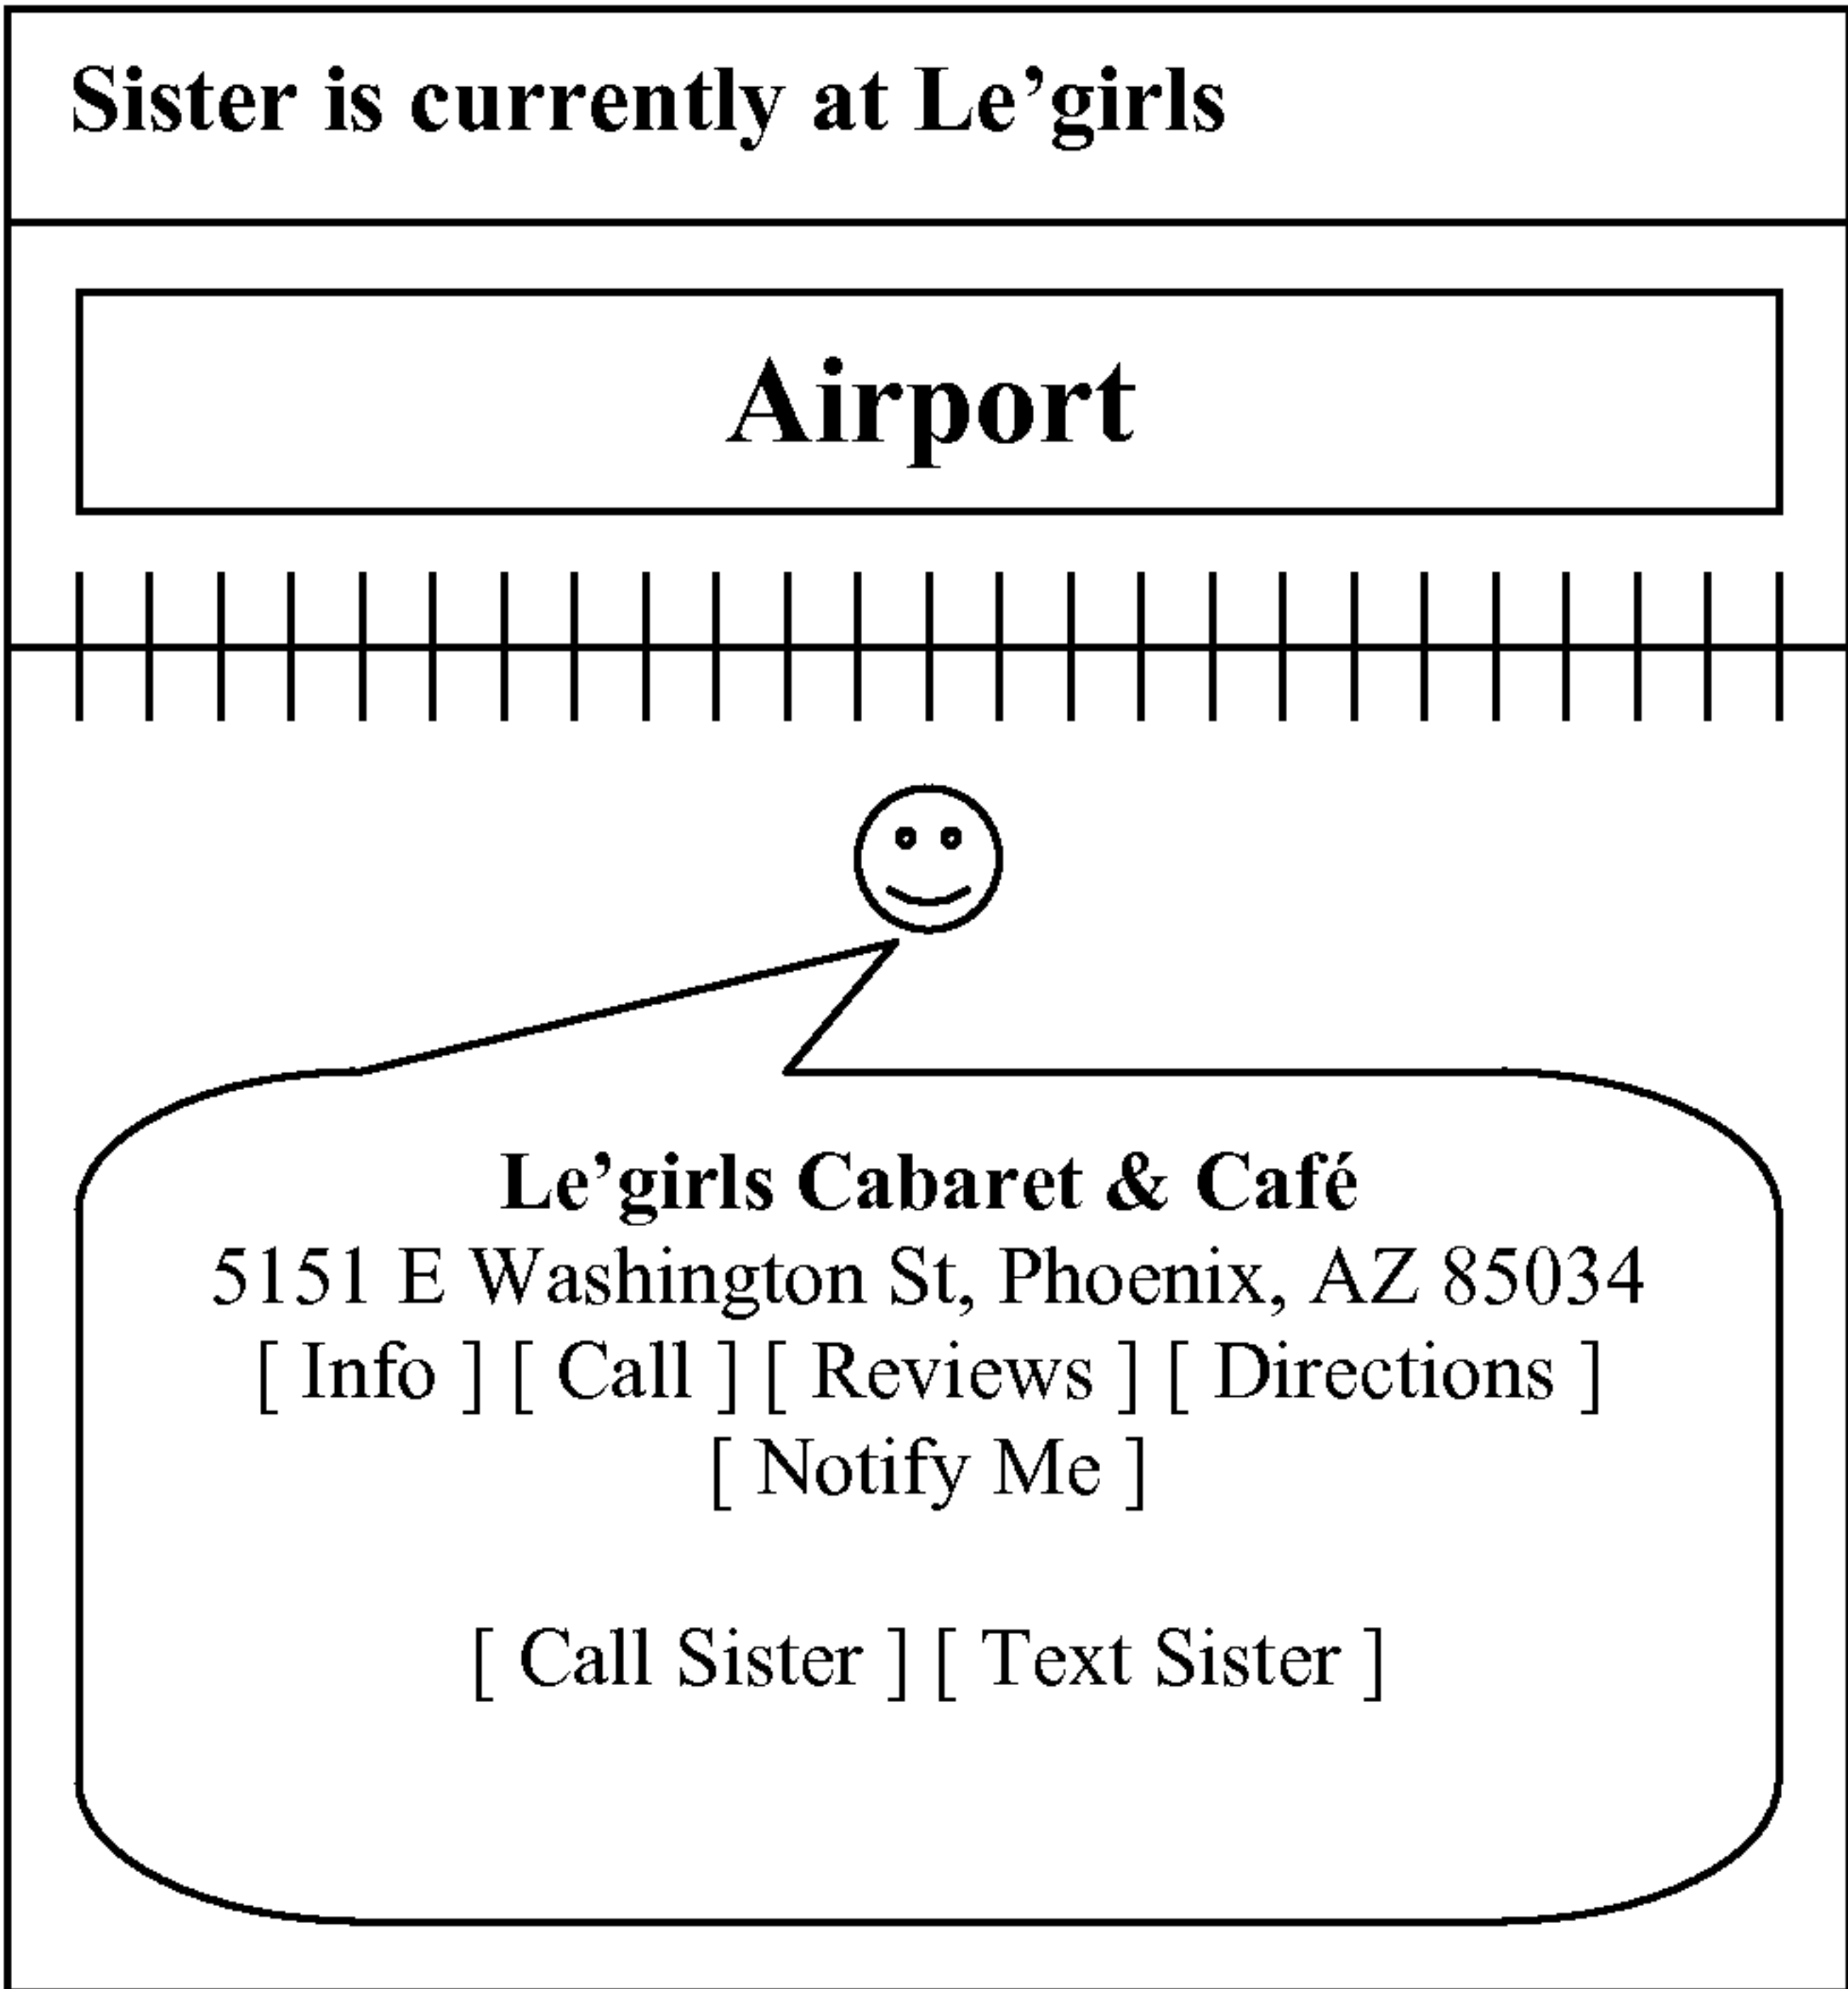 Sister is currently at Le’girls
Airport
Le’girls Cabaret & Café
5151 E Washington St, Phoenix, AZ 85034
[ Info ] [ Call ] [ Reviews ] [ Directions ]
[ Notify Me ]
[ Call Sister ] [ Text Sister ]